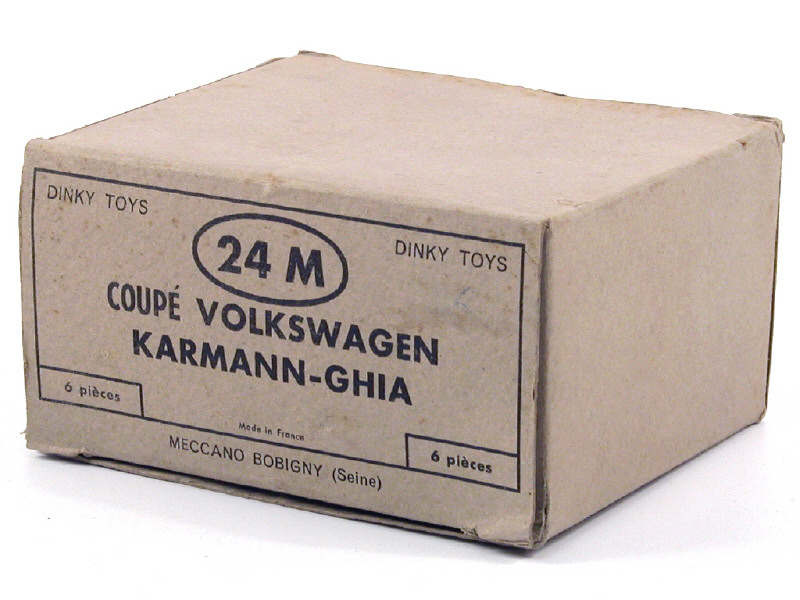 DINKY TOYS
24 M
DINKY TOYS
COUPÉ VOLKSWAGEN
KARMANN-GHIA
6 pièces
Made in France
6 pièces
MECCANO BOBIGNY (Seine)